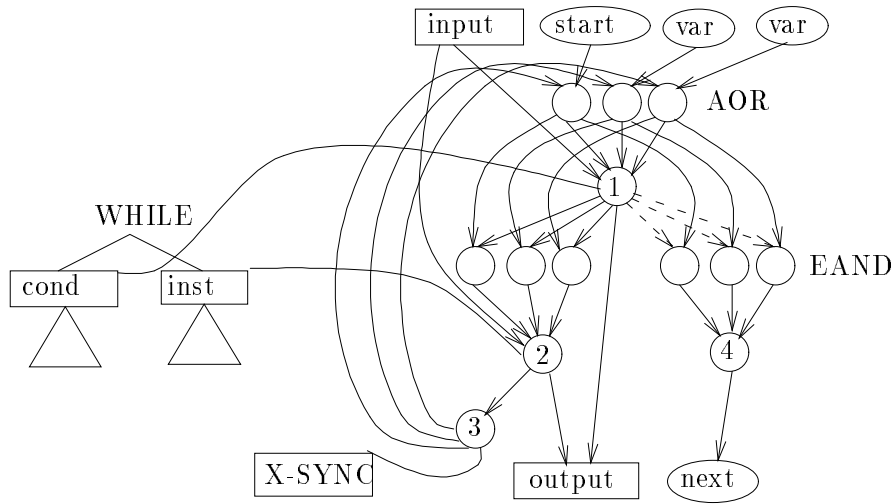 input
start
var
var
AOR
1
WHILE
cond
inst
EAND
2
4
3
X-SYNC
output
next